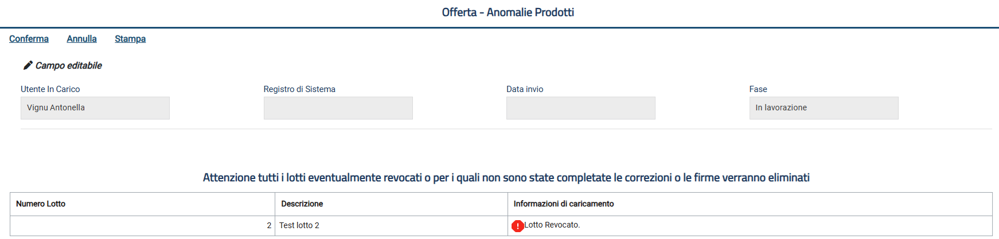 Offerta - Anomalie Prodotti
Conferma Annulla Stampa
Campo editabile
Utente In Carico Registro di Sistema Data invio Fase
Vignu Antonella In lavorazione
Attenzione tutti i lotti eventualmente revocati o per i quali non sono state completate le correzioni o le firme verranno eliminati
Numero Lotto Descrizione Informazioni di caricamento
2 Test lotto 2 Lotto Revocato.